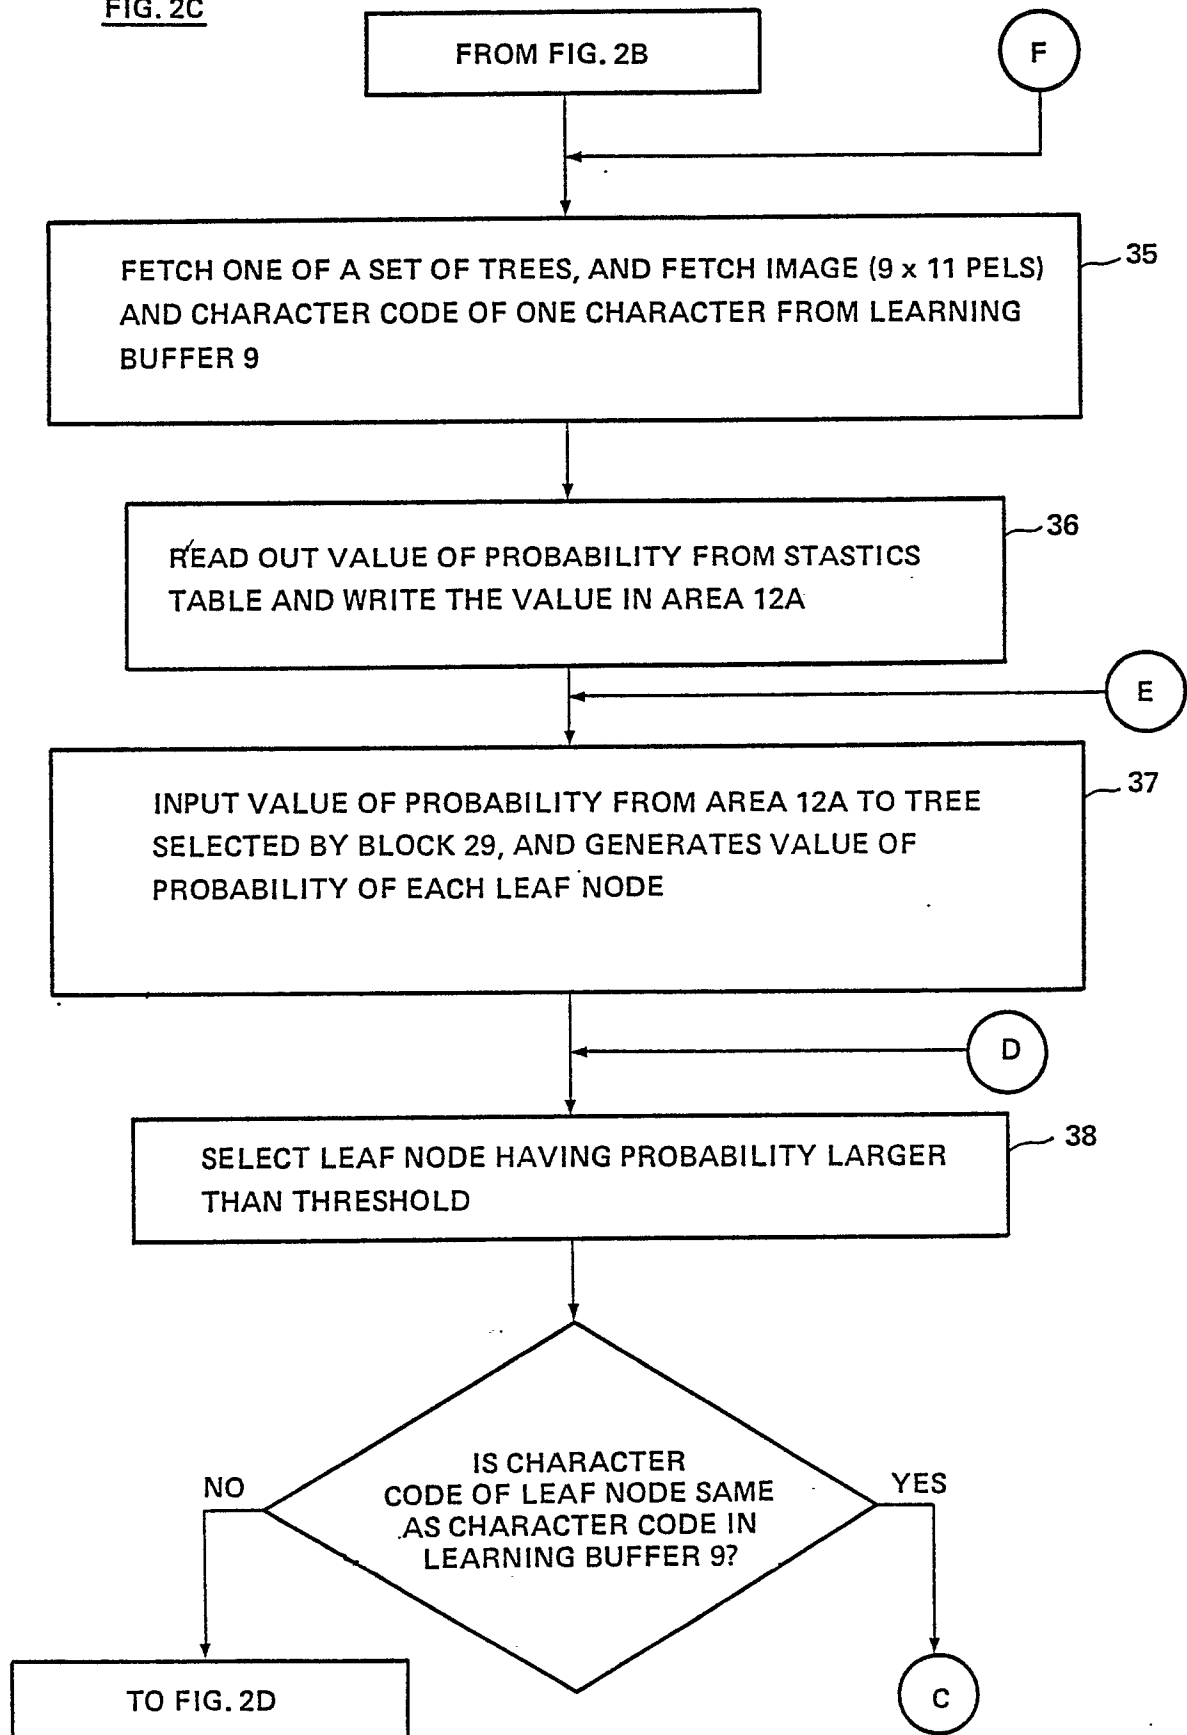 FIG. 2C
FROM FIG. 2B
F
FETCH ONE OF A SET OF TREES, AND FETCH IMAGE (9 x 11 PELS)
AND CHARACTER CODE OF ONE CHARACTER FROM LEARNING
BUFFER 9
35
READ OUT VALUE OF PROBABILITY FROM STASTICS
TABLE AND WRITE THE VALUE IN AREA 12A
36
E
INPUT VALUE OF PROBABILITY FROM AREA 12A TO TREE
SELECTED BY BLOCK 29, AND GENERATES VALUE OF
PROBABILITY OF EACH LEAF NODE
37
D
SELECT LEAF NODE HAVING PROBABILITY LARGER
THAN THRESHOLD
38
IS CHARACTER
CODE OF LEAF NODE SAME
AS CHARACTER CODE IN
LEARNING BUFFER 9?
NO
YES
TO FIG. 2D
C